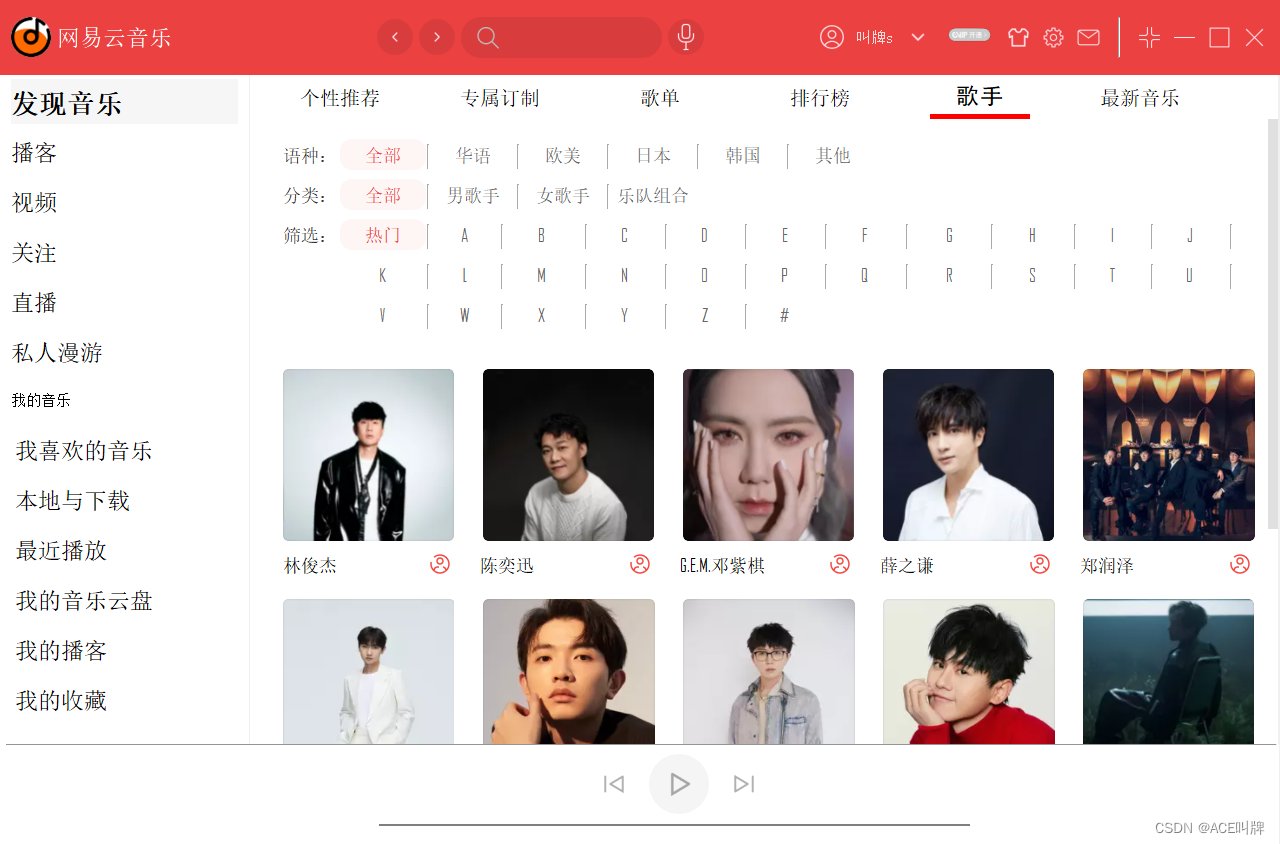 网易云音乐
叫牌s
开通
发现音乐
播客
视频
关注
直播
私人漫游
我的音乐
我喜欢的音乐
本地与下载
最近播放
我的音乐云盘
我的播客
我的收藏
个性推荐 专属订制 歌单 排行榜 歌手 最新音乐
语种： 全部 华语 欧美 日本 韩国 其他
分类： 全部 男歌手 女歌手 乐队组合
筛选： 热门 A B C D E F G H I J
K L M N O P Q R S T U
V W X Y Z #
林俊杰 陈奕迅 G.E.M.邓紫棋 薛之谦 郑润泽
CSDN @ACE叫牌